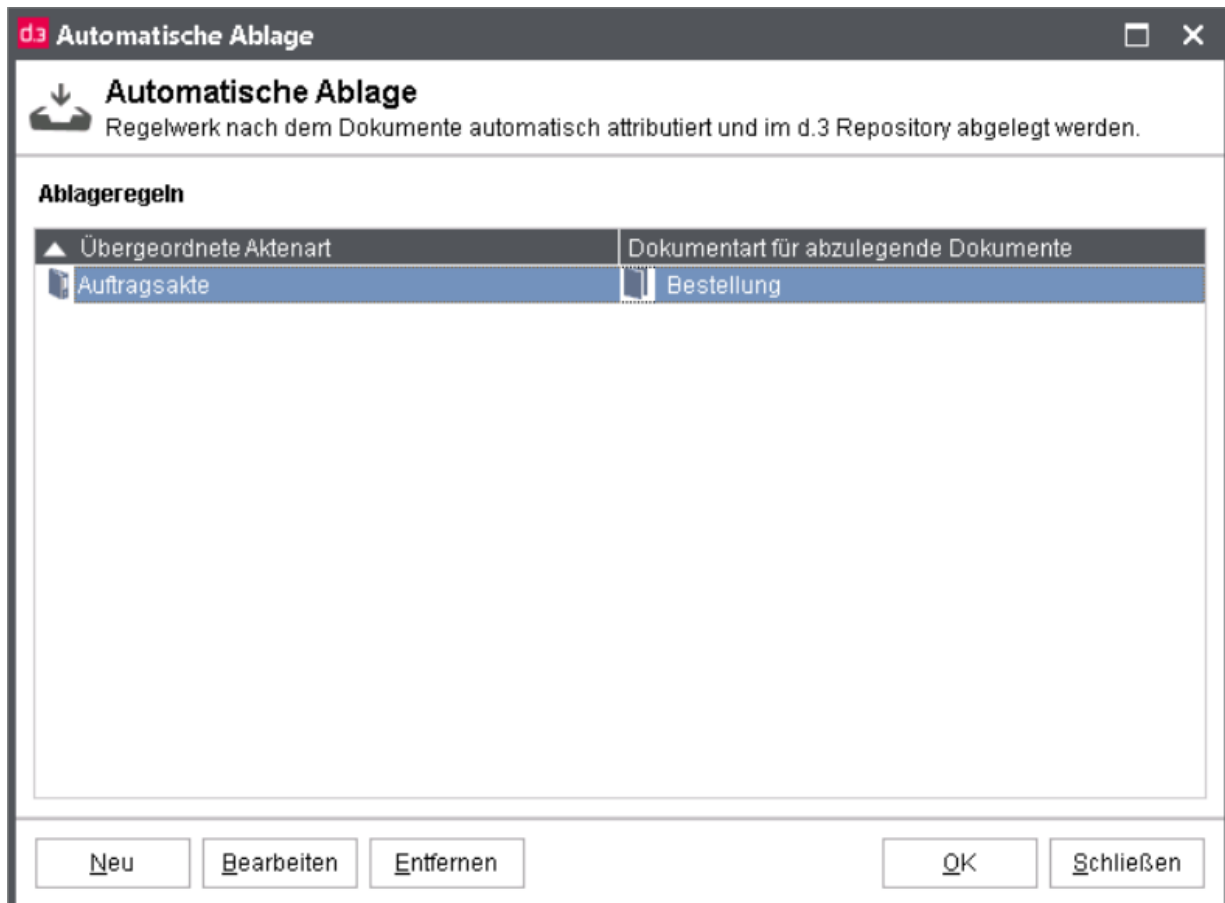 d.3 Automatische Ablage
Automatische Ablage
Regelwerk nach dem Dokumente automatisch attributiert und im d.3 Repository abgelegt werden.
Ablageregeln
Übergeordnete Aktenart Dokumentart für abzulegende Dokumente
Auftragsakte Bestellung
Neu Bearbeiten Entfernen OK Schließen